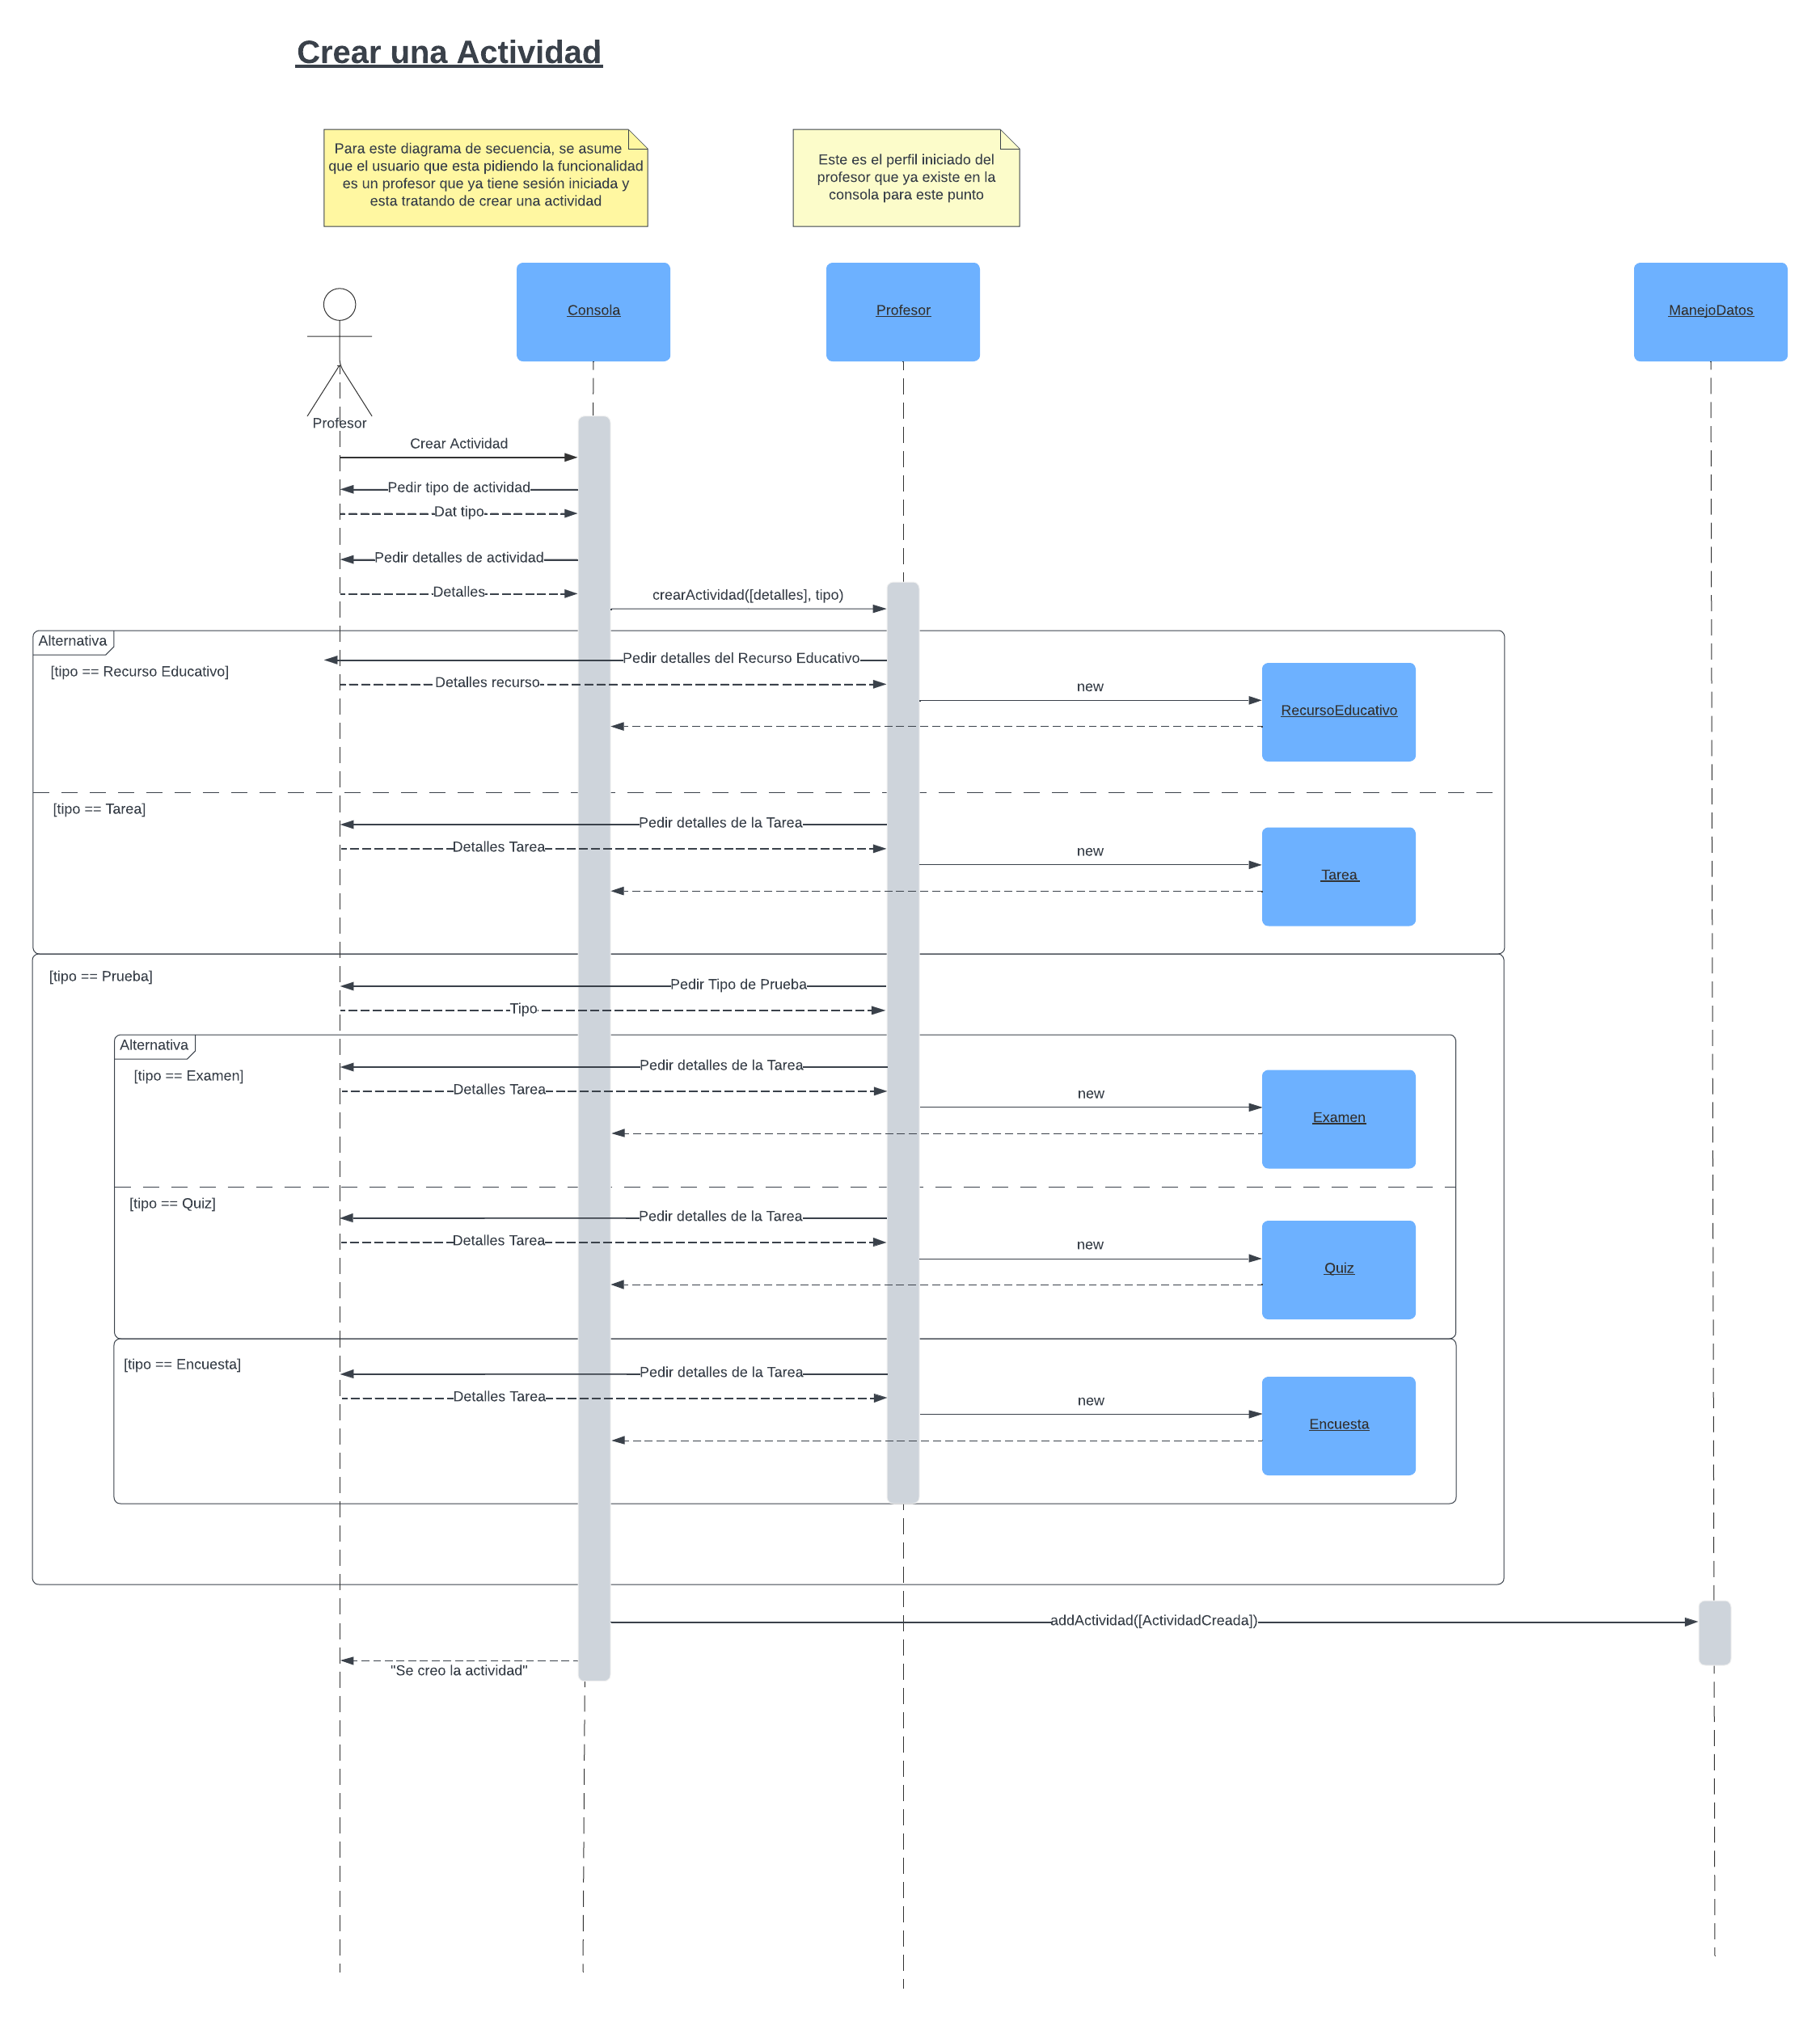 Crear una Actividad
Para este diagrama de secuencia, se asume
que el usuario que esta pidiendo la funcionalidad
es un profesor que ya tiene sesión iniciada y
esta tratando de crear una actividad
Este es el perfil iniciado del
profesor que ya existe en la
consola para este punto
Consola
Profesor
ManejoDatos
Profesor
Crear Actividad
Pedir tipo de actividad
Dat tipo
Pedir detalles de actividad
Detalles
crearActividad([detalles], tipo)
Alternativa
[tipo == Recurso Educativo]
Pedir detalles del Recurso Educativo
Detalles recurso
new
RecursoEducativo
[tipo == Tarea]
Pedir detalles de la Tarea
Detalles Tarea
new
Tarea
[tipo == Prueba]
Pedir Tipo de Prueba
Tipo
Alternativa
[tipo == Examen]
Pedir detalles de la Tarea
Detalles Tarea
new
Examen
[tipo == Quiz]
Pedir detalles de la Tarea
Detalles Tarea
new
Quiz
[tipo == Encuesta]
Pedir detalles de la Tarea
Detalles Tarea
new
Encuesta
addActividad([ActividadCreada])
"Se creo la actividad"